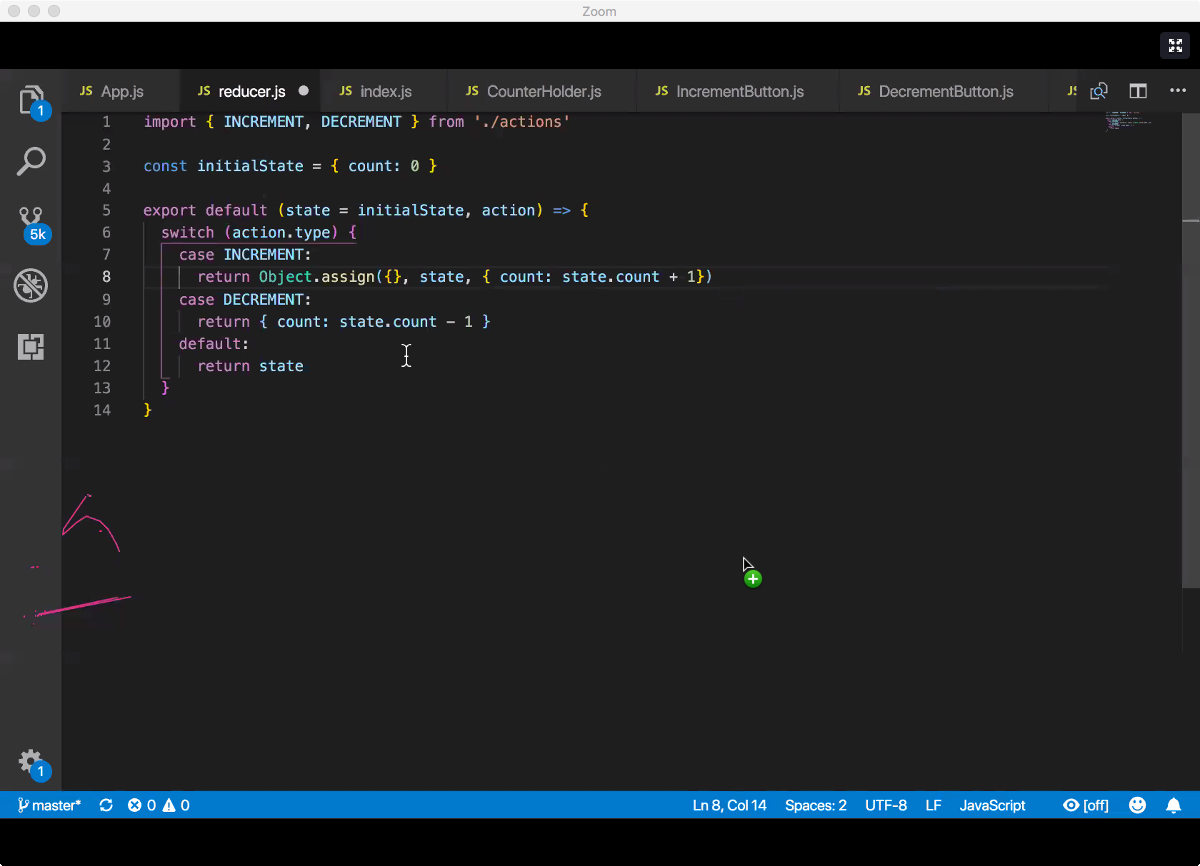 Zoom
JS App.js JS reducer.js JS index.js JS CounterHolder.js JS IncrementButton.js JS DecrementButton.js JS
1 import { INCREMENT, DECREMENT } from './actions'
2
3 const initialState = { count: 0 }
4
5 export default (state = initialState, action) => {
6 switch (action.type) {
7 case INCREMENT:
8 return Object.assign({}, state, { count: state.count + 1})
9 case DECREMENT:
10 return { count: state.count - 1 }
11 default:
12 return state
13 }
14 }
1
5k
1
master* 0 0 Ln 8, Col 14 Spaces: 2 UTF-8 LF JavaScript [off]